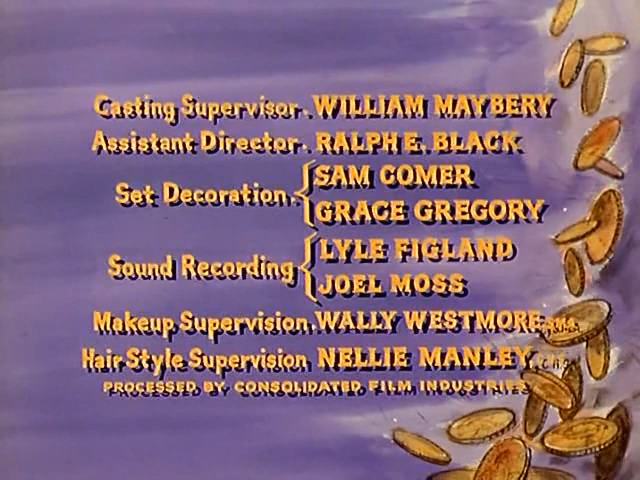 Casting Supervisor. WILLIAM MAYBERY
Assistant Director. RALPH E. BLACK
Set Decoration. SAM COMER
GRACE GREGORY
Sound Recording LYLE FIGLAND
JOEL MOSS
Makeup Supervision. WALLY WESTMORE
Hair Style Supervision NELLIE MANLEY, C.H.S.
PROCESSED BY CONSOLIDATED FILM INDUSTRIES